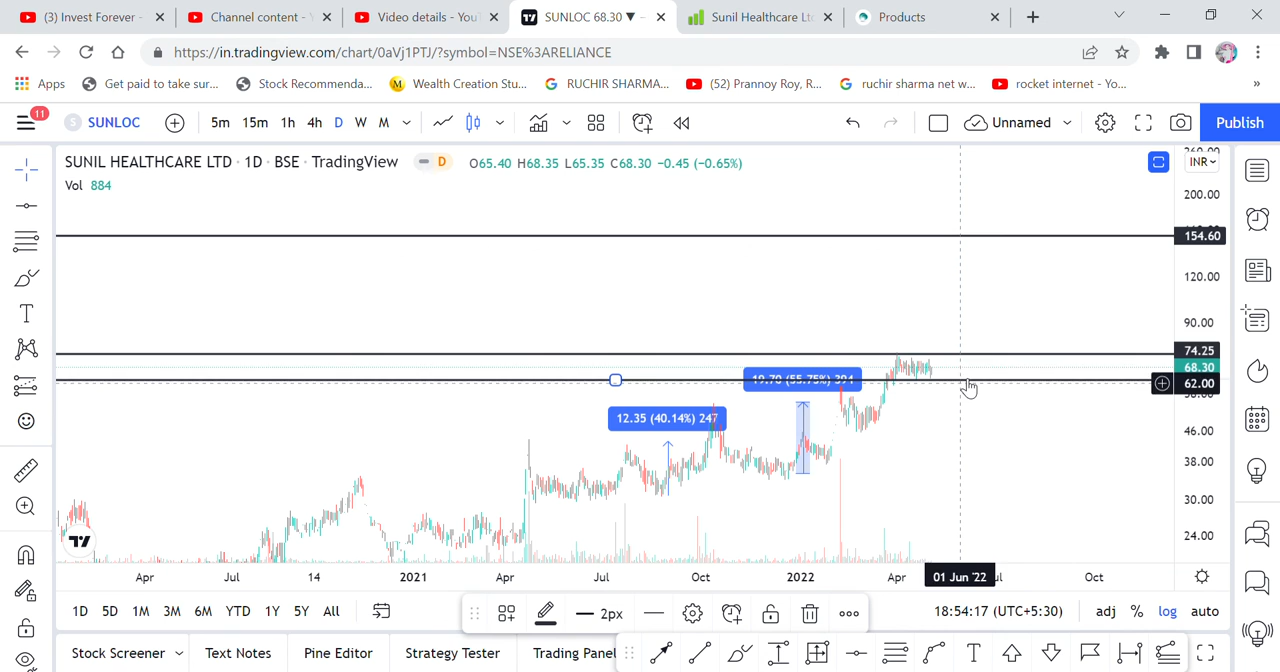 (3) Invest Forever -
Channel content -
Video details - You
SUNLOC 68.30 ▼
Sunil Healthcare Ltd
Products
https://in.tradingview.com/chart/0aVj1PTJ/?symbol=NSE%3ARELIANCE
Apps
Get paid to take sur...
Stock Recommenda...
Wealth Creation Stu...
RUCHIR SHARMA...
(52) Prannoy Roy, R...
ruchir sharma net w...
rocket internet - Yo...
»
11
S SUNLOC
5m 15m 1h 4h D W M
Unnamed
Publish
SUNIL HEALTHCARE LTD · 1D · BSE · TradingView
D
O65.40 H68.35 L65.35 C68.30 −0.45 (−0.65%)
INR
Vol 884
200.00
154.60
120.00
90.00
74.25
68.30
62.00
46.00
38.00
30.00
24.00
19.70 (55.75%)
12.35 (40.14%) 247
Apr Jul 14 2021 Apr Jul Oct 2022 Apr 01 Jun '22 Oct
1D 5D 1M 3M 6M YTD 1Y 5Y All
2px
18:54:17 (UTC+5:30)
adj % log auto
Stock Screener
Text Notes
Pine Editor
Strategy Tester
Trading Panel